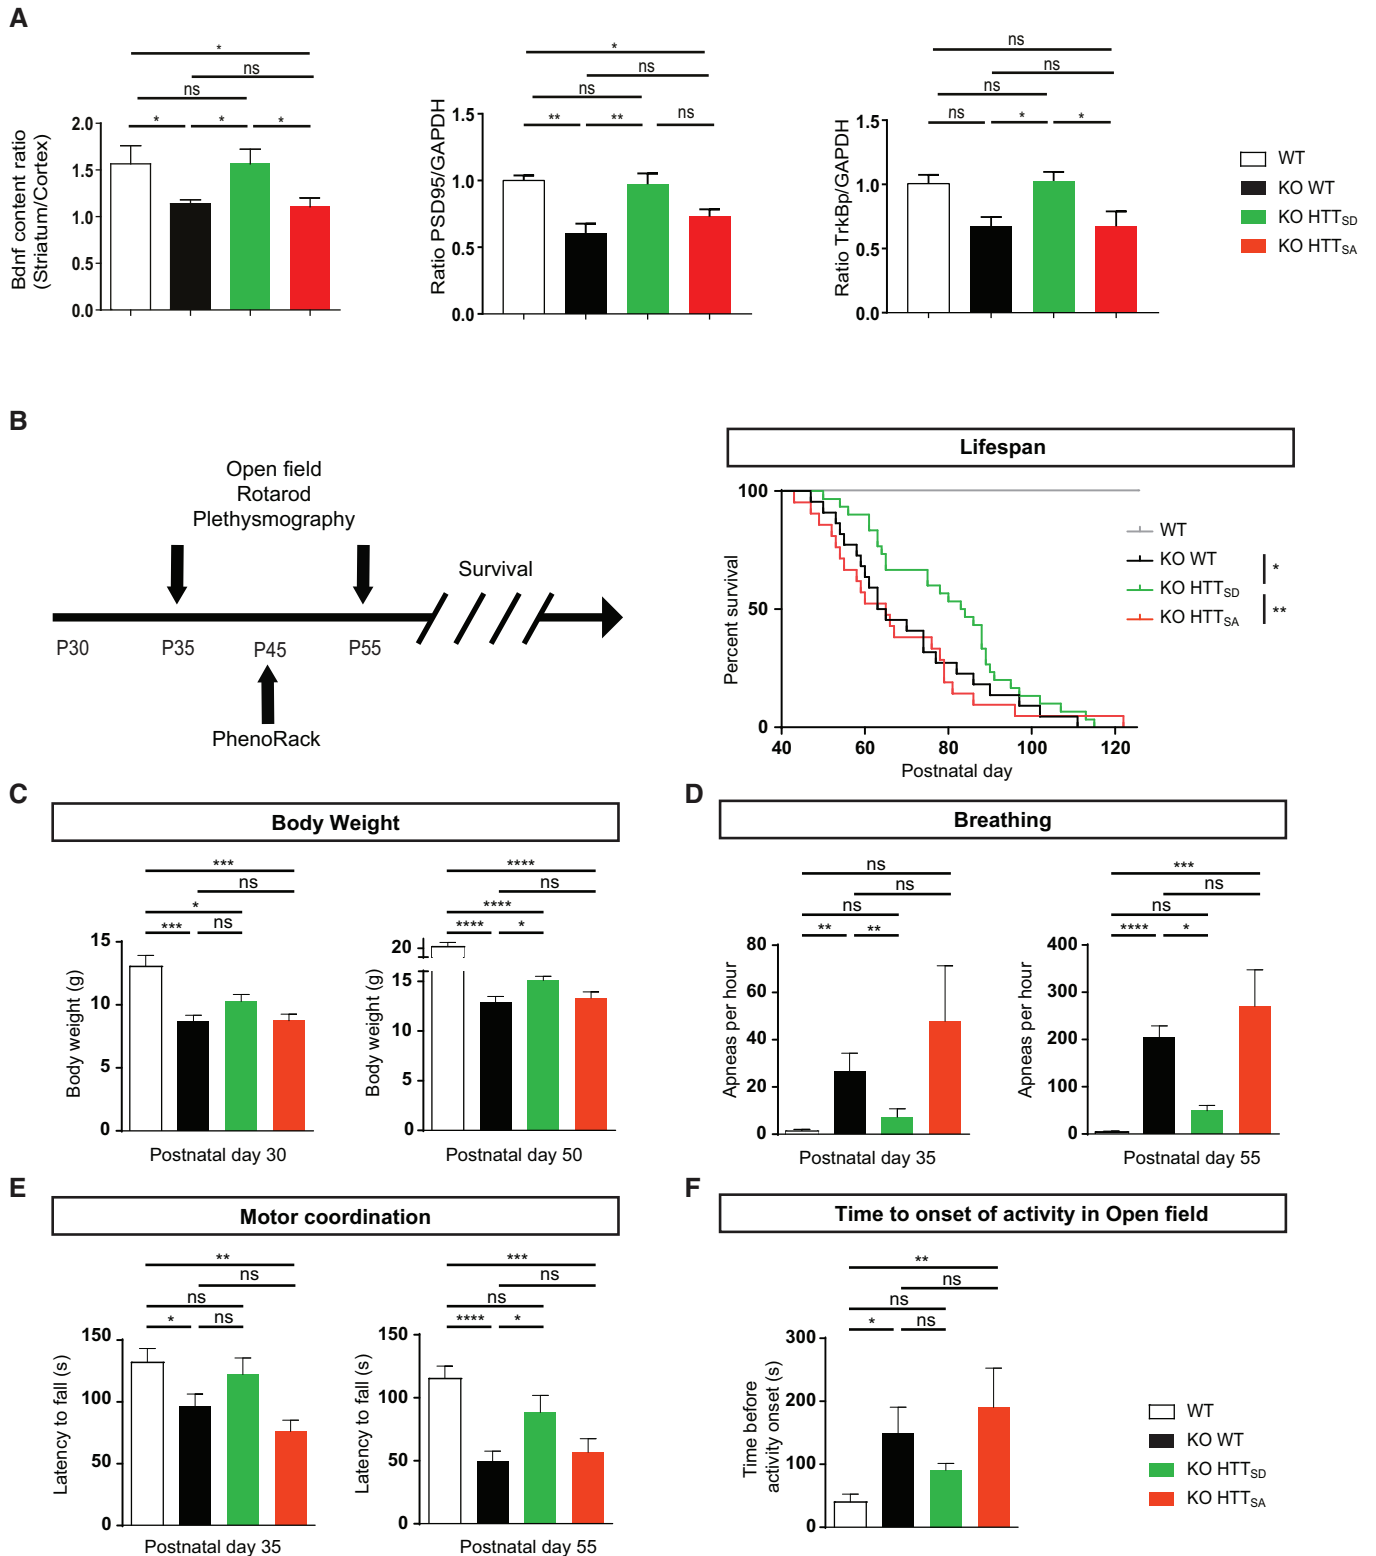 A
*
ns
ns
* * *
Bdnf content ratio
(Striatum/Cortex)
2.0
1.5
1.0
0.5
0.0
*
ns
ns
** ** ns
Ratio PSD95/GAPDH
1.5
1.0
0.5
0.0
ns
ns
ns
ns * *
Ratio TrkBp/GAPDH
1.5
1.0
0.5
0.0
WT
KO WT
KO HTTSD
KO HTTSA
B
Open field
Rotarod
Plethysmography
Survival
P30 P35 P45 P55
PhenoRack
Lifespan
Percent survival
100
50
0
40 60 80 100 120
Postnatal day
WT
KO WT
KO HTTSD
KO HTTSA
*
**
C
Body Weight
***
ns
*
*** ns
Body weight (g)
15
10
5
0
Postnatal day 30
****
ns
****
**** *
Body weight (g)
20
15
10
5
0
Postnatal day 50
D
Breathing
ns
ns
ns
** **
Apneas per hour
80
60
40
20
0
Postnatal day 35
***
ns
ns
**** *
Apneas per hour
400
300
200
100
0
Postnatal day 55
E
Motor coordination
**
ns
ns
* ns
Latency to fall (s)
150
100
50
0
Postnatal day 35
***
ns
ns
**** *
Latency to fall (s)
150
100
50
0
Postnatal day 55
F
Time to onset of activity in Open field
**
ns
ns
* ns
Time before
activity onset (s)
300
200
100
0
WT
KO WT
KO HTTSD
KO HTTSA